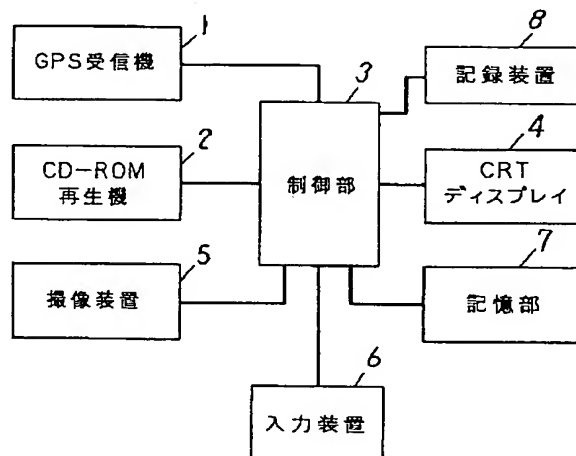 1
GPS受信機
8
記録装置
3
制御部
2
CD-ROM
再生機
4
CRT
ディスプレイ
5
撮像装置
7
記憶部
6
入力装置